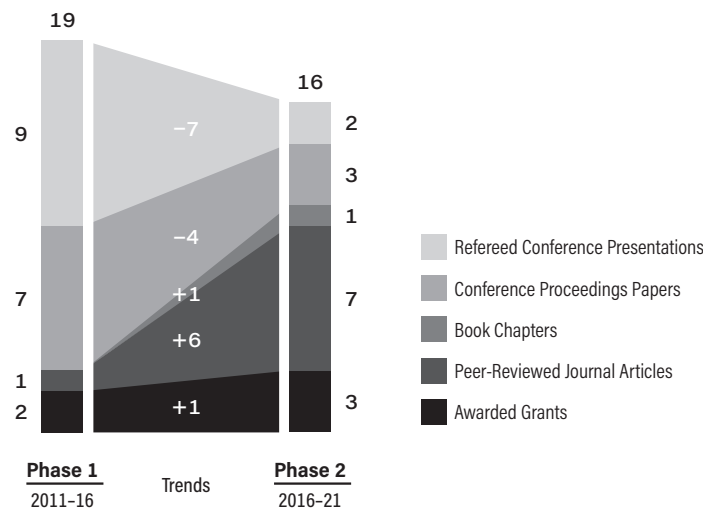 19
16
9
7
1
2
−7
−4
+1
+6
+1
2
3
1
7
3
Refereed Conference Presentations
Conference Proceedings Papers
Book Chapters
Peer-Reviewed Journal Articles
Awarded Grants
Phase 1
2011–16
Trends
Phase 2
2016–21